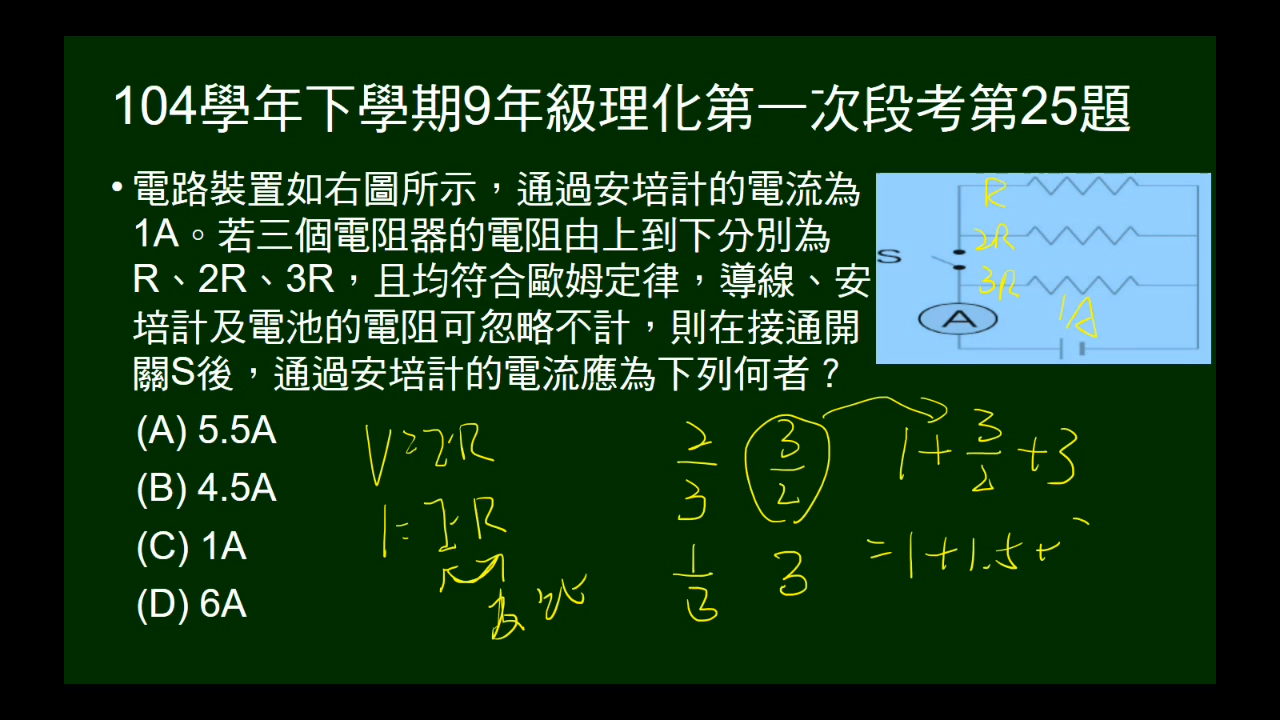 104學年下學期9年級理化第一次段考第25題
• 電路裝置如右圖所示，通過安培計的電流為
1A。若三個電阻器的電阻由上到下分別為
R、2R、3R，且均符合歐姆定律，導線、安
培計及電池的電阻可忽略不計，則在接通開
關S後，通過安培計的電流應為下列何者？
(A) 5.5A
(B) 4.5A
(C) 1A
(D) 6A
R
2R
S
3R
A
1A
V=I·R
1=I·R
2/3
3/2
1+3/2+3
1/3
3
=1+1.5+